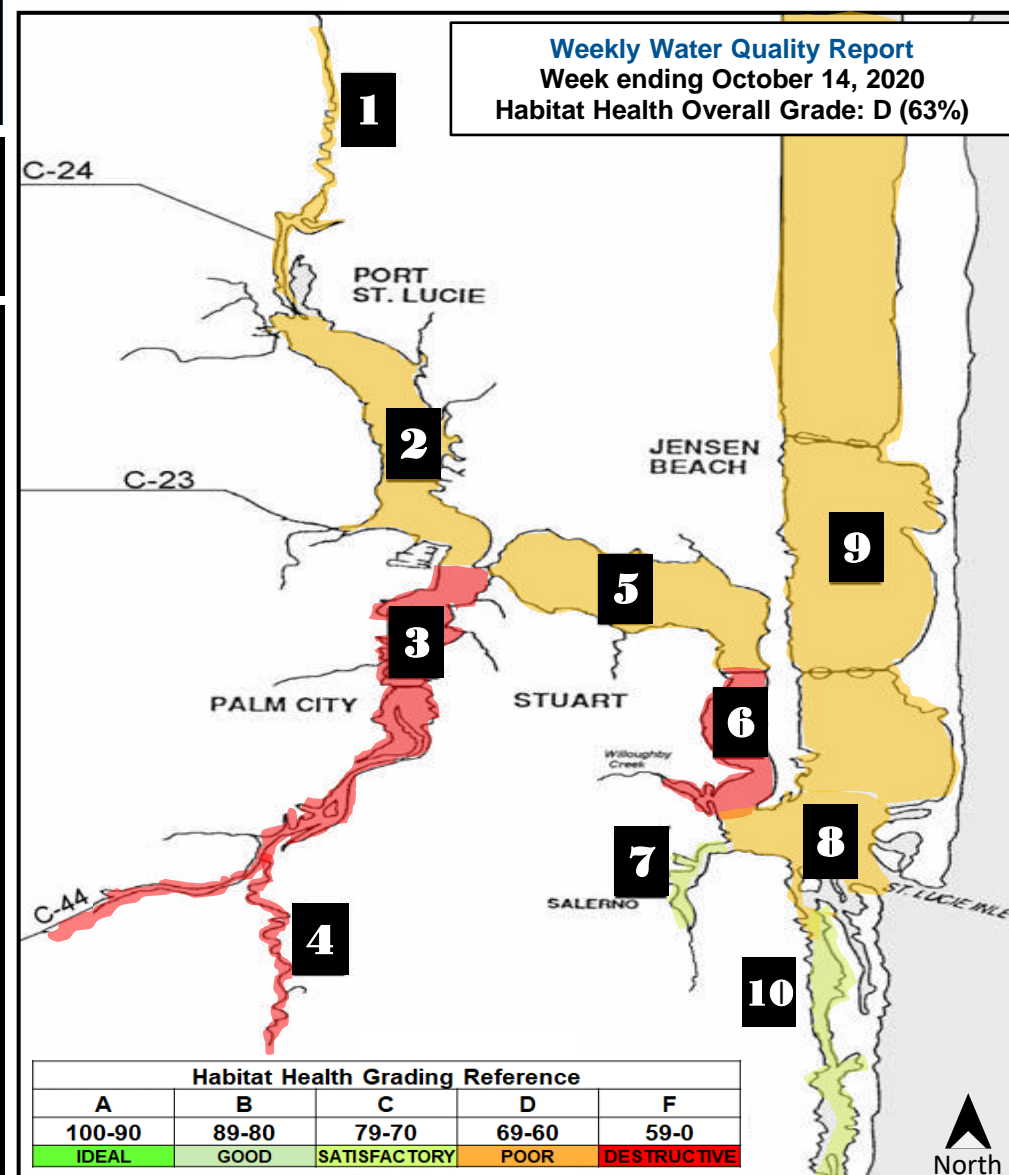 Weekly Water Quality Report
Week ending October 14, 2020
Habitat Health Overall Grade: D (63%)
1
C-24
PORT
ST. LUCIE
2
JENSEN
BEACH
C-23
9
5
3
PALM CITY
STUART
6
Willoughby
Creek
8
7
SALERNO
ST. LUCIE INLE
C-44
4
10
Habitat Health Grading Reference
A B C D F
100-90 89-80 79-70 69-60 59-0
IDEAL GOOD SATISFACTORY POOR DESTRUCTIVE
North